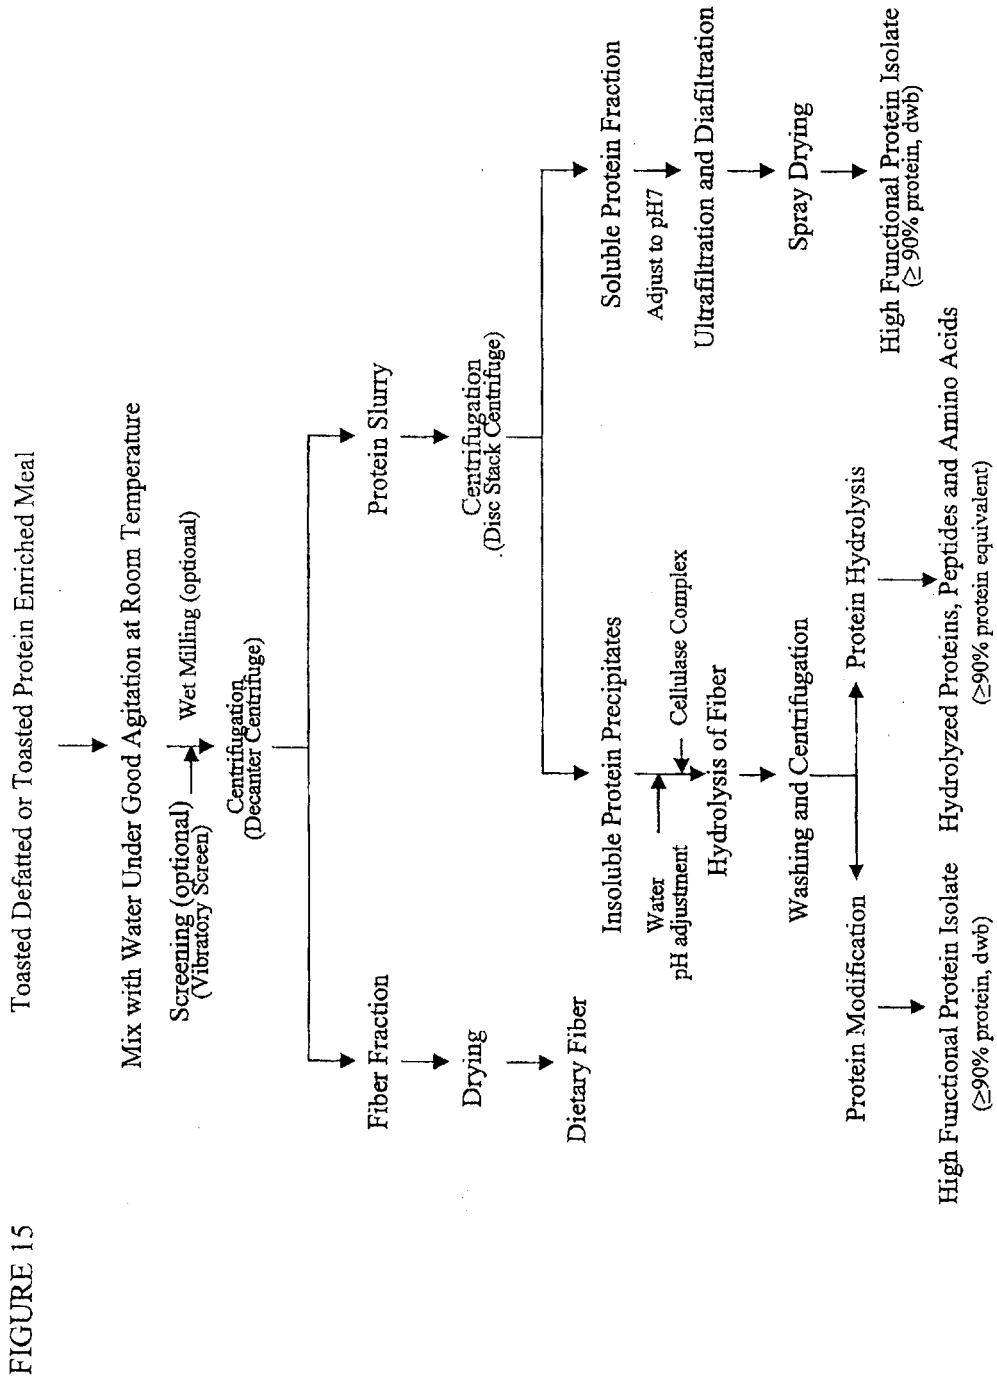 FIGURE 15
Toasted Defatted or Toasted Protein Enriched Meal
Mix with Water Under Good Agitation at Room Temperature
Screening (optional)
(Vibratory Screen)
Wet Milling (optional)
Centrifugation
(Decanter Centrifuge)
Fiber Fraction
Protein Slurry
Drying
Centrifugation
(Disc Stack Centrifuge)
Dietary Fiber
Insoluble Protein Precipitates
Soluble Protein Fraction
Water
pH adjustment
Cellulase Complex
Adjust to pH7
Hydrolysis of Fiber
Ultrafiltration and Diafiltration
Washing and Centrifugation
Spray Drying
Protein Modification
Protein Hydrolysis
High Functional Protein Isolate
(≥ 90% protein, dwb)
High Functional Protein Isolate
(≥90% protein, dwb)
Hydrolyzed Proteins, Peptides and Amino Acids
(≥90% protein equivalent)